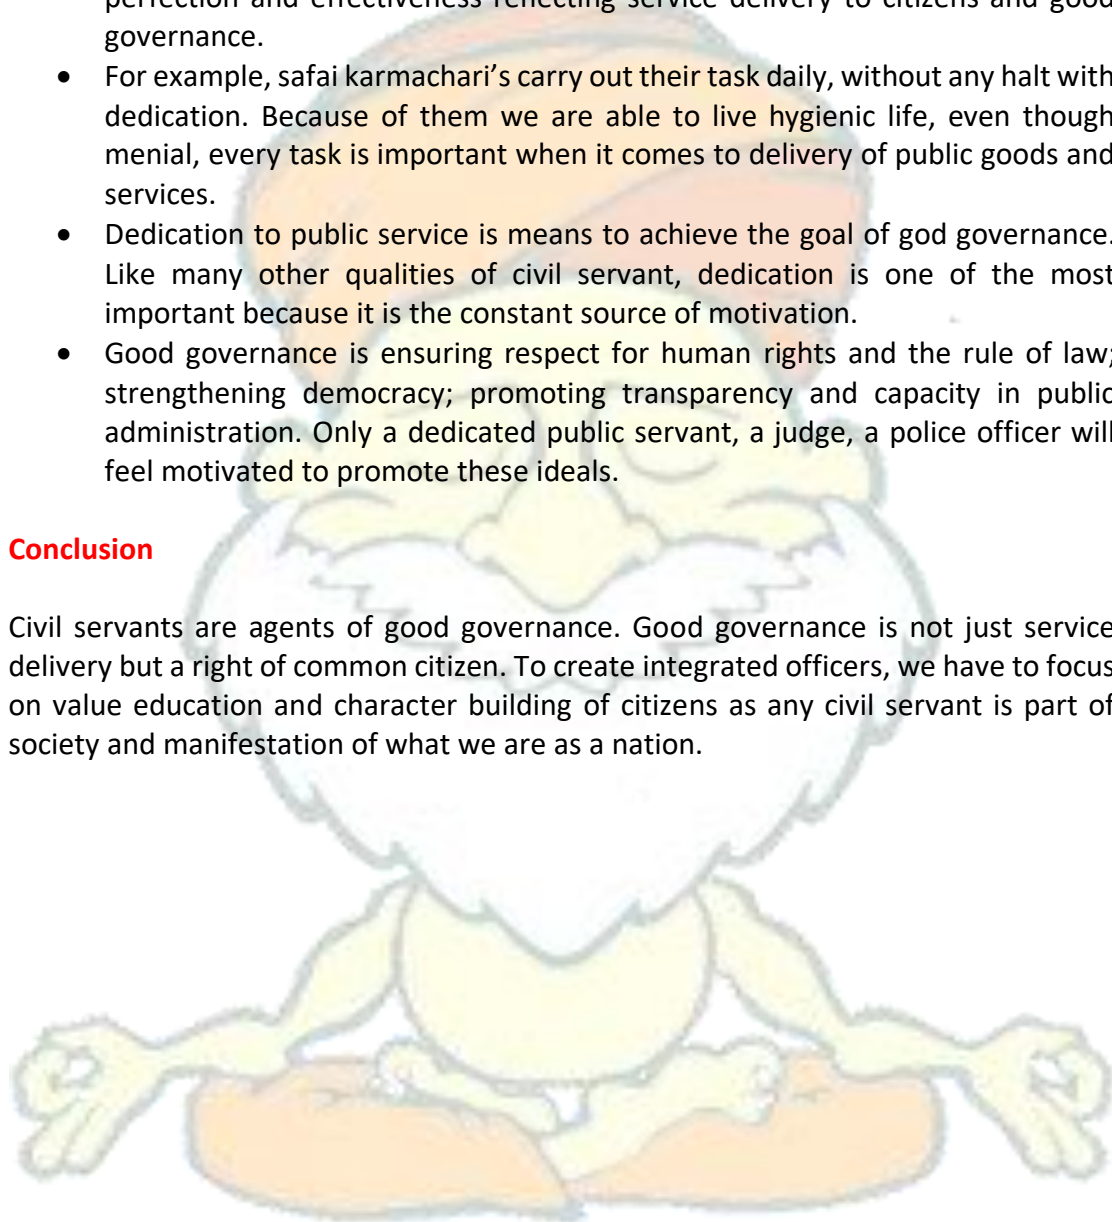 perfection and effectiveness reflecting service delivery to citizens and good
governance.
• For example, safai karmachari’s carry out their task daily, without any halt with
dedication. Because of them we are able to live hygienic life, even though
menial, every task is important when it comes to delivery of public goods and
services.
• Dedication to public service is means to achieve the goal of god governance.
Like many other qualities of civil servant, dedication is one of the most
important because it is the constant source of motivation.
• Good governance is ensuring respect for human rights and the rule of law;
strengthening democracy; promoting transparency and capacity in public
administration. Only a dedicated public servant, a judge, a police officer will
feel motivated to promote these ideals.
Conclusion
Civil servants are agents of good governance. Good governance is not just service
delivery but a right of common citizen. To create integrated officers, we have to focus
on value education and character building of citizens as any civil servant is part of
society and manifestation of what we are as a nation.